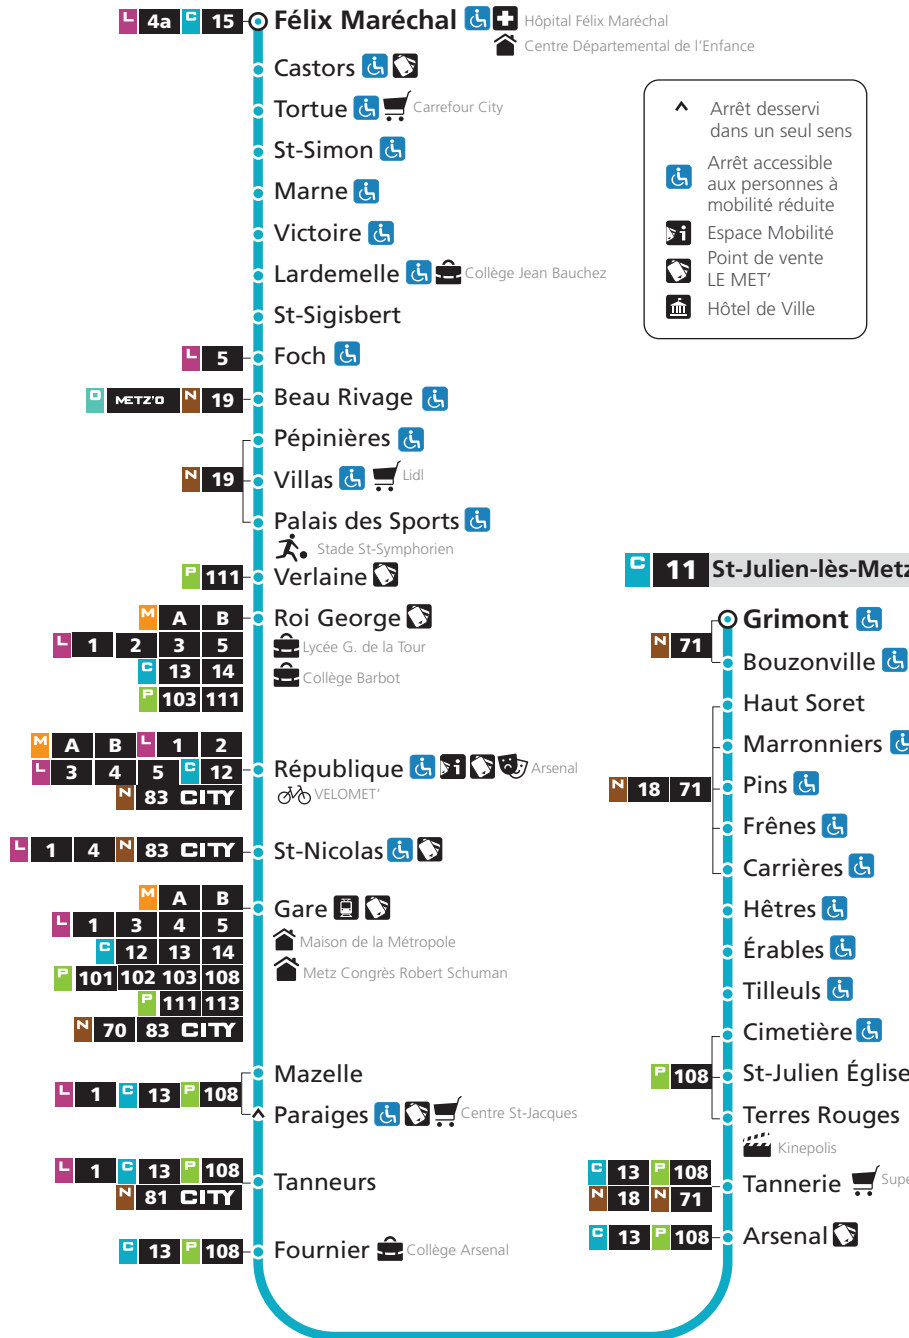 L 4a C 15 Félix Maréchal Hôpital Félix Maréchal
Centre Départemental de l'Enfance
Castors
Tortue Carrefour City
St-Simon
Marne
Victoire
Lardemelle Collège Jean Bauchez
St-Sigisbert
L 5 Foch
O METZ'O N 19 Beau Rivage
Pépinières
N 19 Villas Lidl
Palais des Sports
Stade St-Symphorien
P 111 Verlaine
M A B Roi George
L 1 2 3 5 Lycée G. de la Tour
C 13 14 Collège Barbot
P 103 111
M A B L 1 2
L 3 4 5 C 12 République Arsenal
N 83 CITY VELOMET'
L 1 4 N 83 CITY St-Nicolas
M A B Gare
L 1 3 4 5 Maison de la Métropole
C 12 13 14 Metz Congrès Robert Schuman
P 101 102 103 108
P 111 113
N 70 83 CITY
Mazelle
L 1 C 13 P 108
Paraiges Centre St-Jacques
L 1 C 13 P 108 Tanneurs
N 81 CITY
C 13 P 108 Fournier Collège Arsenal
^ Arrêt desservi
dans un seul sens
Arrêt accessible
aux personnes à
mobilité réduite
i Espace Mobilité
Point de vente
LE MET'
Hôtel de Ville
C 11 St-Julien-lès-Metz
Grimont
N 71
Bouzonville
Haut Soret
Marronniers
N 18 71 Pins
Frênes
Carrières
Hêtres
Érables
Tilleuls
Cimetière
P 108 St-Julien Église
Terres Rouges
Kinepolis
C 13 P 108 Tannerie
N 18 N 71
C 13 P 108 Arsenal